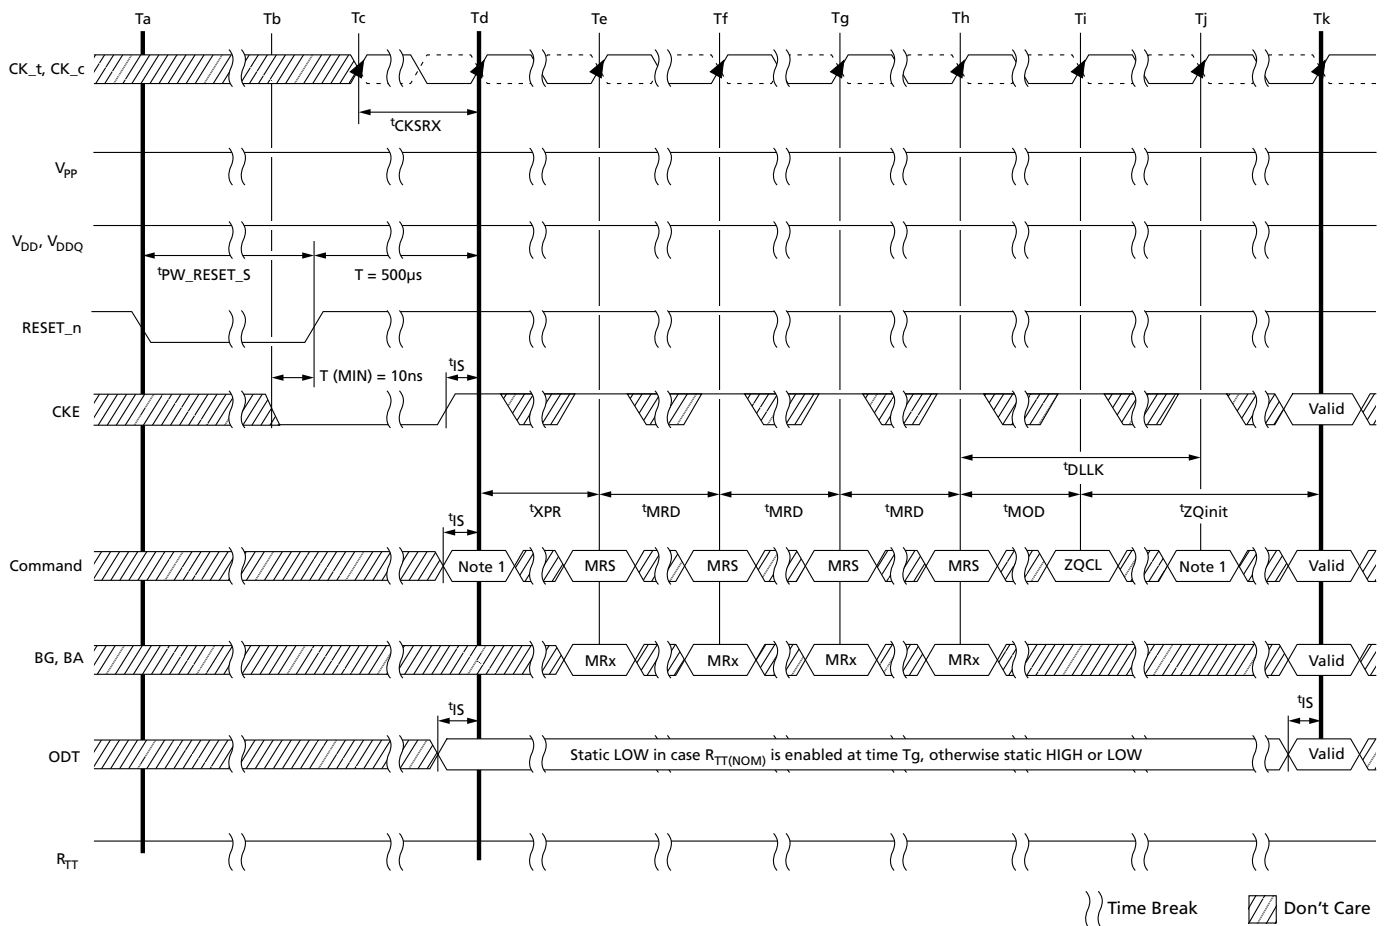 Ta Tb Tc Td Te Tf Tg Th Ti Tj Tk
CK_t, CK_c
tCKSRX
VPP
VDD, VDDQ
tPW_RESET_S T = 500μs
RESET_n
T (MIN) = 10ns tIS
CKE Valid
tDLLK
tXPR tMRD tMRD tMRD tMOD tZQinit
tIS
Command Note 1 MRS MRS MRS MRS ZQCL Note 1 Valid
BG, BA MRx MRx MRx MRx Valid
tIS tIS
ODT Static LOW in case RTT(NOM) is enabled at time Tg, otherwise static HIGH or LOW Valid
RTT
Time Break Don't Care